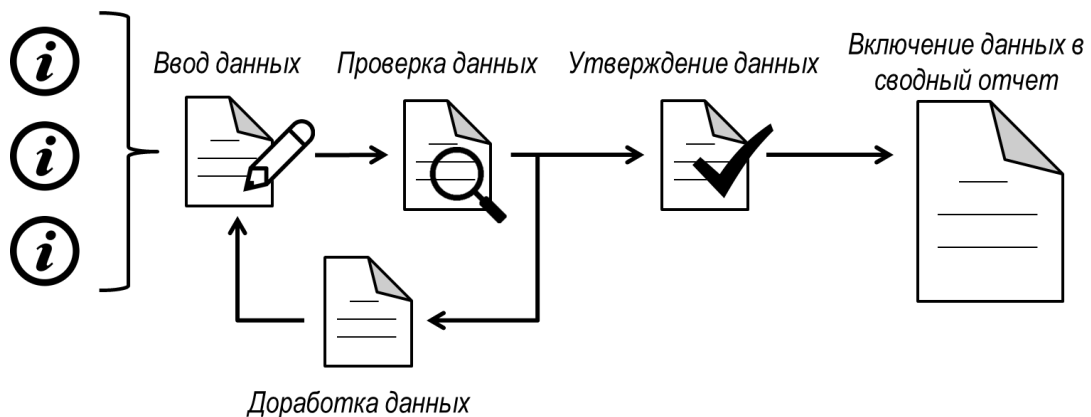 i
i
i
Ввод данных
Проверка данных
Утверждение данных
Включение данных в
сводный отчет
Доработка данных